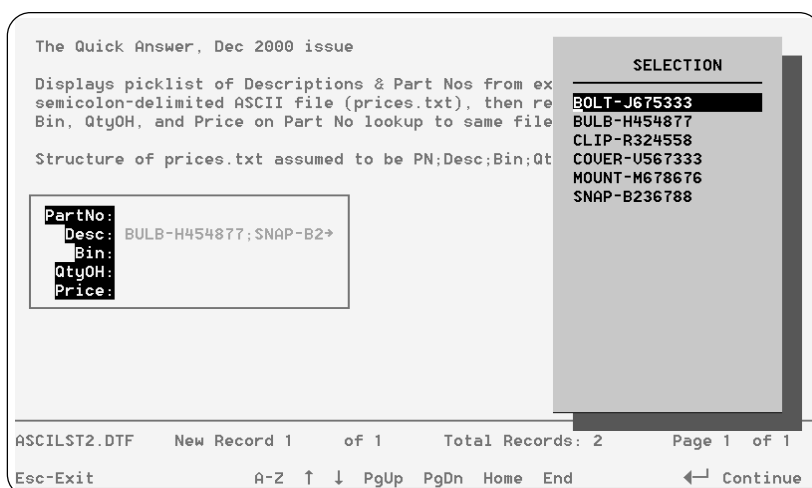 The Quick Answer, Dec 2000 issue
Displays picklist of Descriptions & Part Nos from ex
semicolon-delimited ASCII file (prices.txt), then re
Bin, QtyOH, and Price on Part No lookup to same file
Structure of prices.txt assumed to be PN;Desc;Bin;Qt
PartNo:
Desc: BULB-H454877;SNAP-B2→
Bin:
QtyOH:
Price:
SELECTION
BOLT-J675333
BULB-H454877
CLIP-R324558
COVER-U567333
MOUNT-M678676
SNAP-B236788
ASCILST2.DTF New Record 1 of 1 Total Records: 2 Page 1 of 1
Esc-Exit A-Z ↑ ↓ PgUp PgDn Home End ↵ Continue